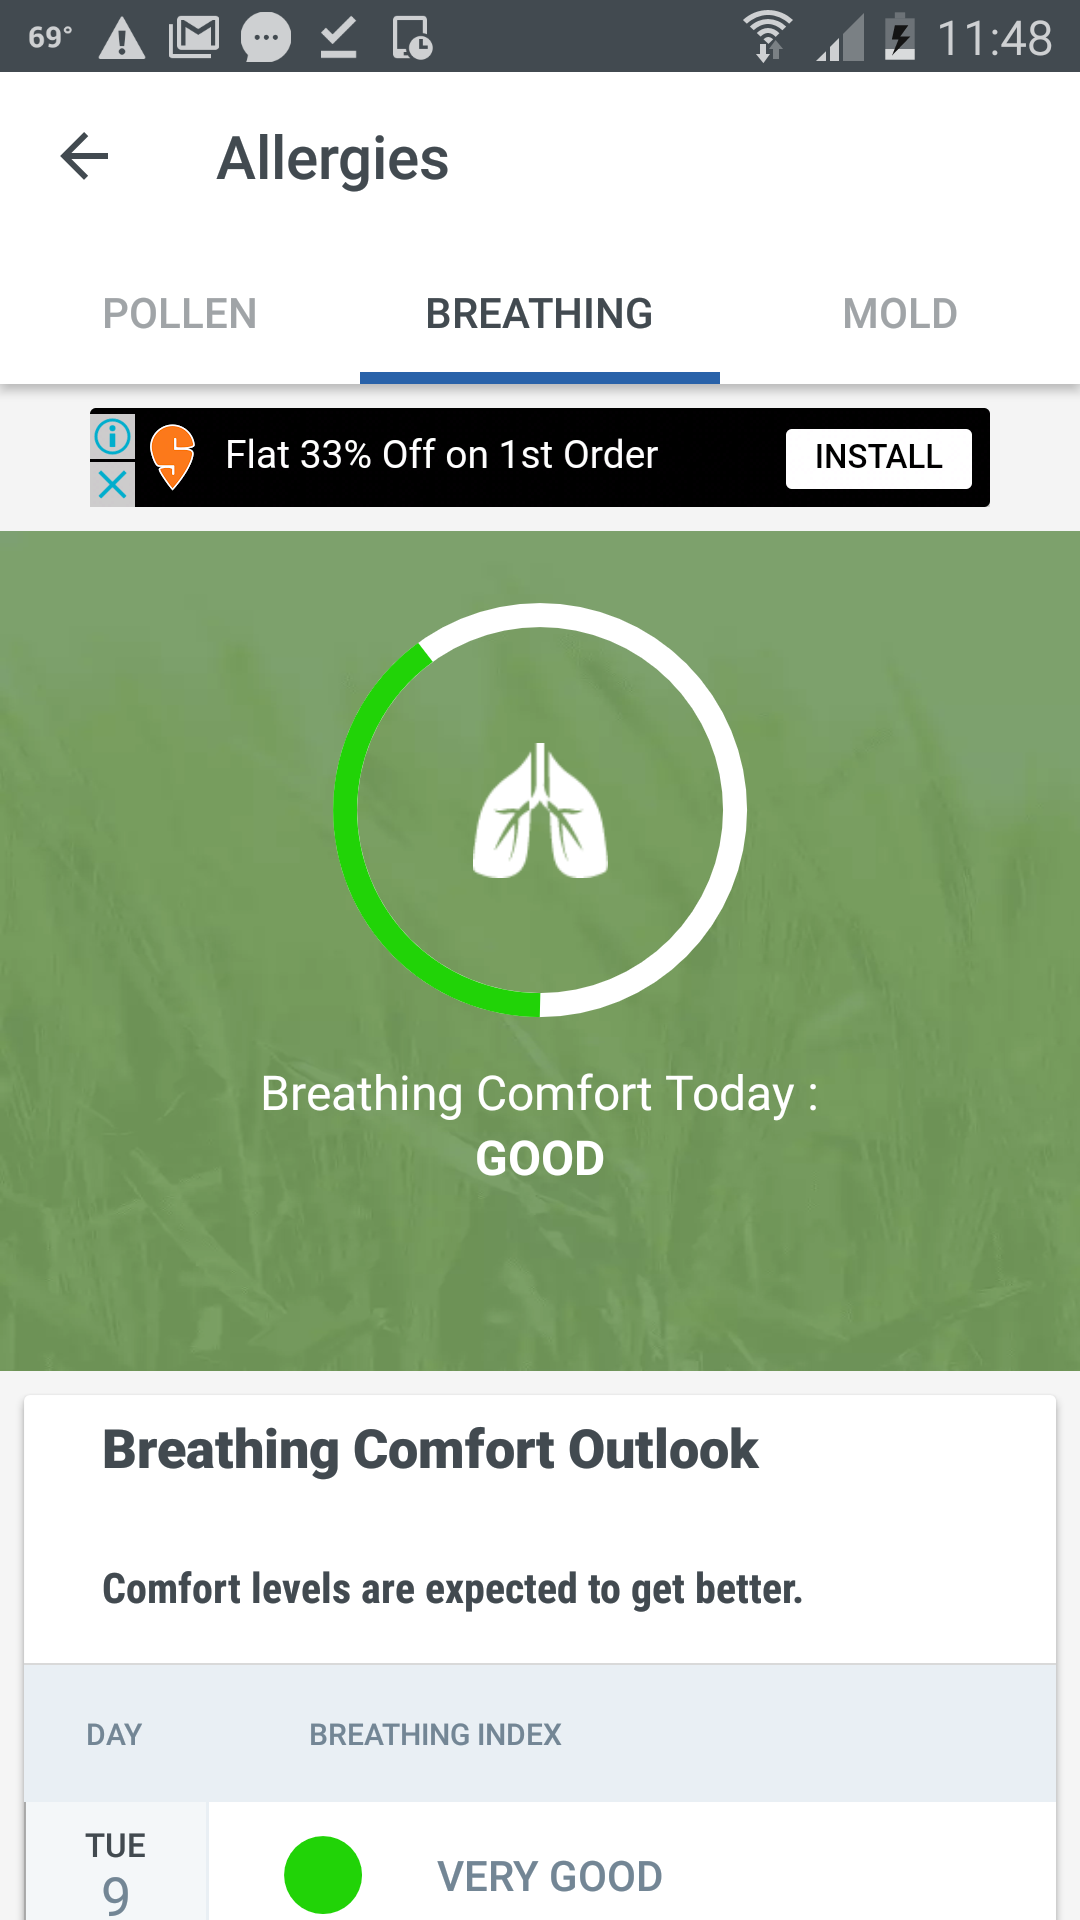 69° 11:48
Allergies
POLLEN BREATHING MOLD
Flat 33% Off on 1st Order INSTALL
Breathing Comfort Today :
GOOD
Breathing Comfort Outlook
Comfort levels are expected to get better.
DAY BREATHING INDEX
TUE
9 VERY GOOD